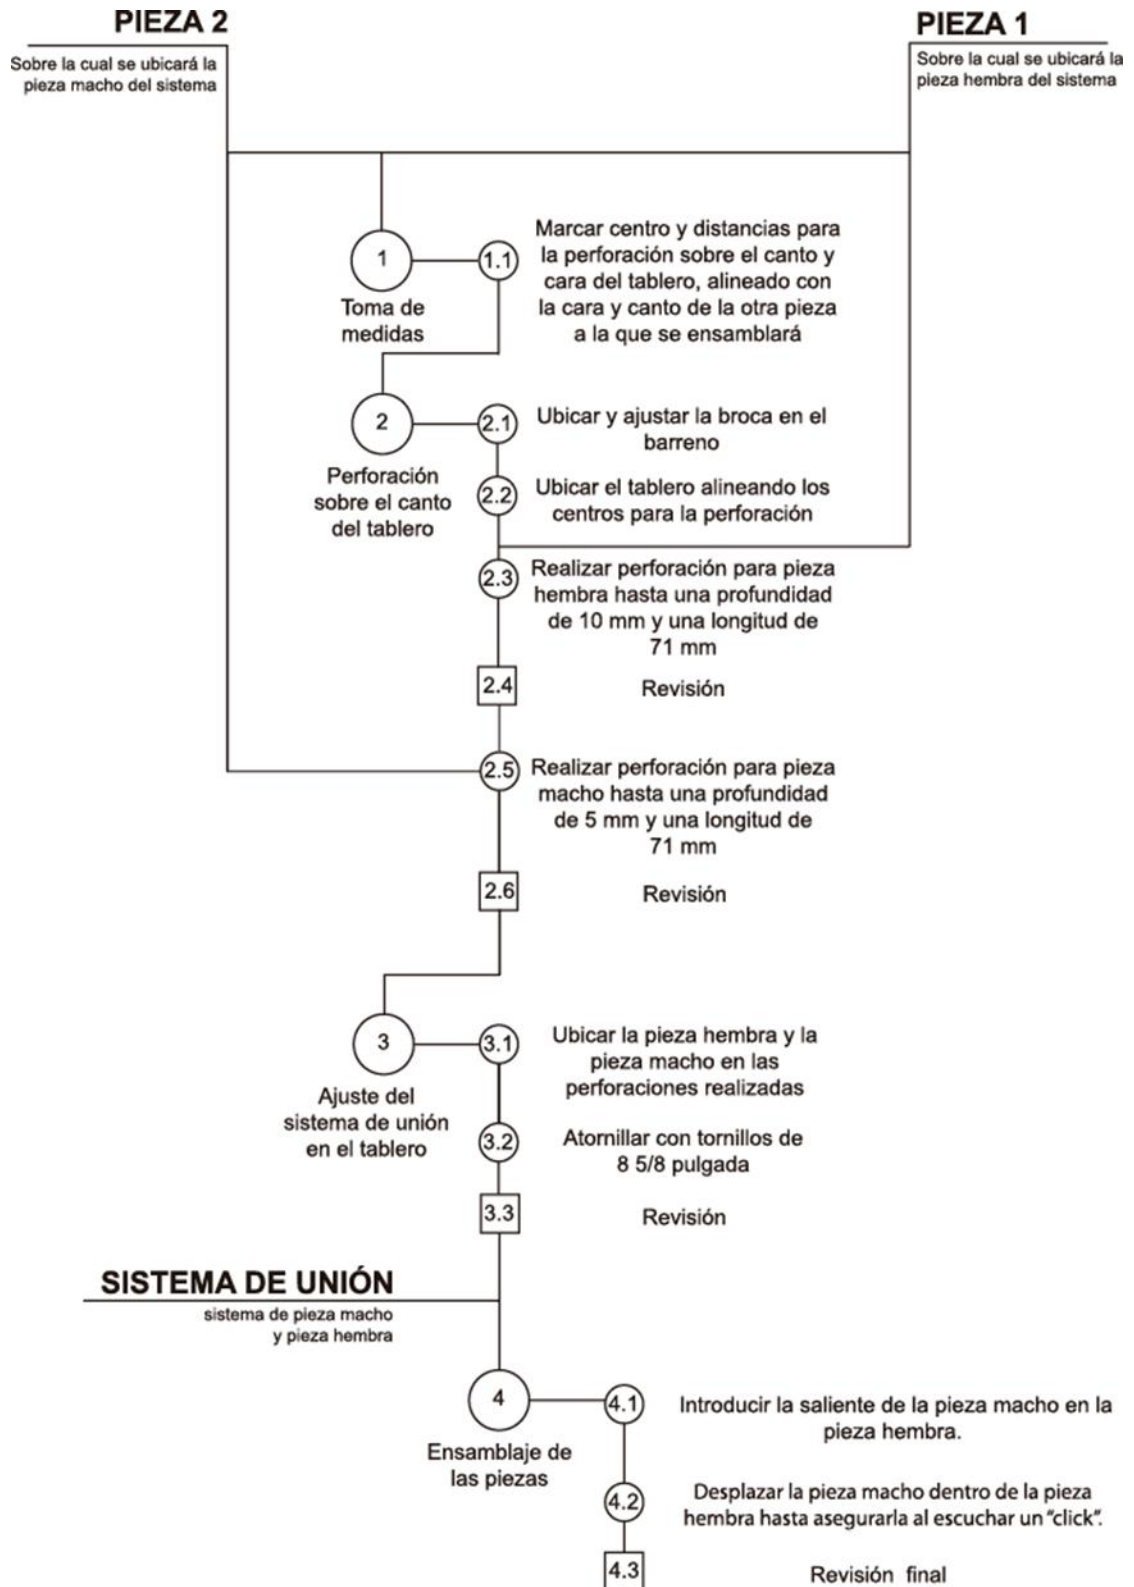 PIEZA 2
Sobre la cual se ubicará la
pieza macho del sistema
PIEZA 1
Sobre la cual se ubicará la
pieza hembra del sistema
1
Toma de
medidas
1.1
Marcar centro y distancias para
la perforación sobre el canto y
cara del tablero, alineado con
la cara y canto de la otra pieza
a la que se ensamblará
2
Perforación
sobre el canto
del tablero
2.1
Ubicar y ajustar la broca en el
barreno
2.2
Ubicar el tablero alineando los
centros para la perforación
2.3
Realizar perforación para pieza
hembra hasta una profundidad
de 10 mm y una longitud de
71 mm
2.4
Revisión
2.5
Realizar perforación para pieza
macho hasta una profundidad
de 5 mm y una longitud de
71 mm
2.6
Revisión
3
Ajuste del
sistema de unión
en el tablero
3.1
Ubicar la pieza hembra y la
pieza macho en las
perforaciones realizadas
3.2
Atornillar con tornillos de
8 5/8 pulgada
3.3
Revisión
SISTEMA DE UNIÓN
sistema de pieza macho
y pieza hembra
4
Ensamblaje de
las piezas
4.1
Introducir la saliente de la pieza macho en la
pieza hembra.
4.2
Desplazar la pieza macho dentro de la pieza
hembra hasta asegurarla al escuchar un "click".
4.3
Revisión final